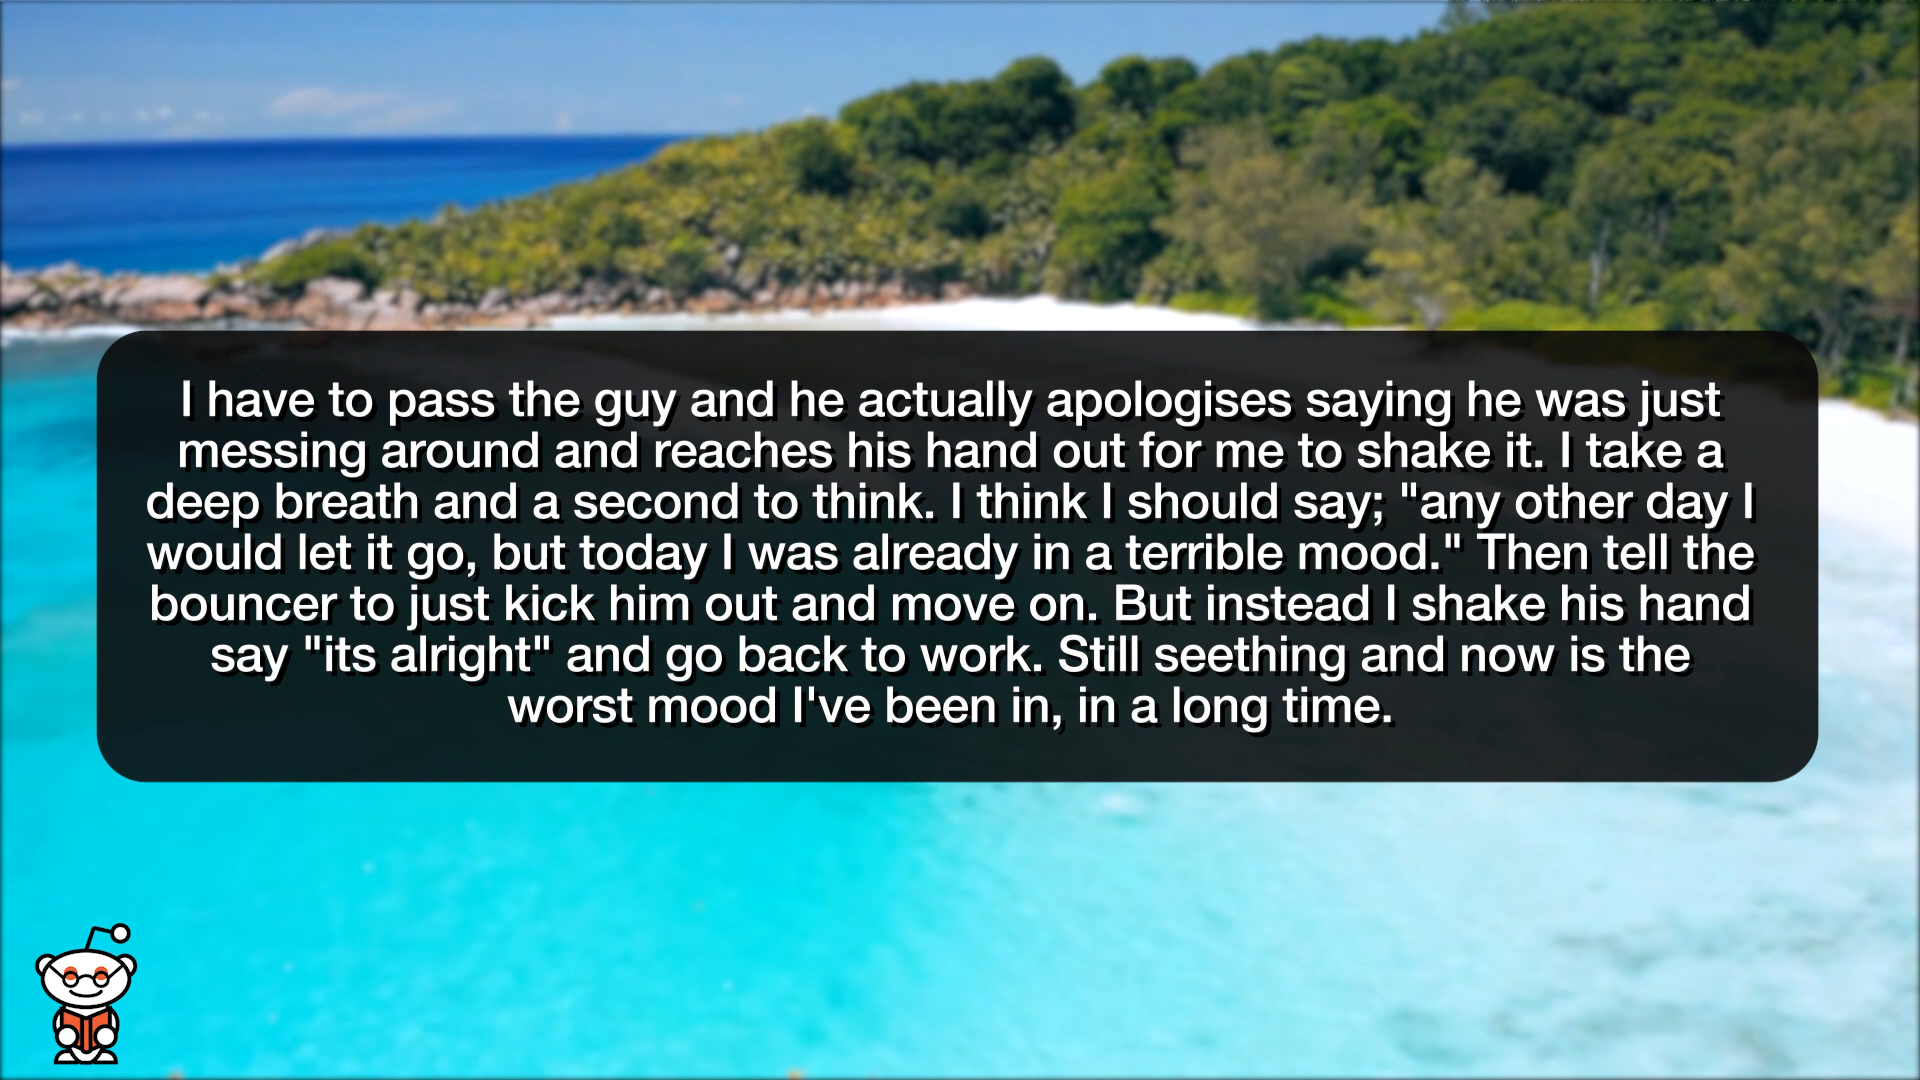 I have to pass the guy and he actually apologises saying he was just
messing around and reaches his hand out for me to shake it. I take a
deep breath and a second to think. I think I should say; "any other day I
would let it go, but today I was already in a terrible mood." Then tell the
bouncer to just kick him out and move on. But instead I shake his hand
say "its alright" and go back to work. Still seething and now is the
worst mood I've been in, in a long time.